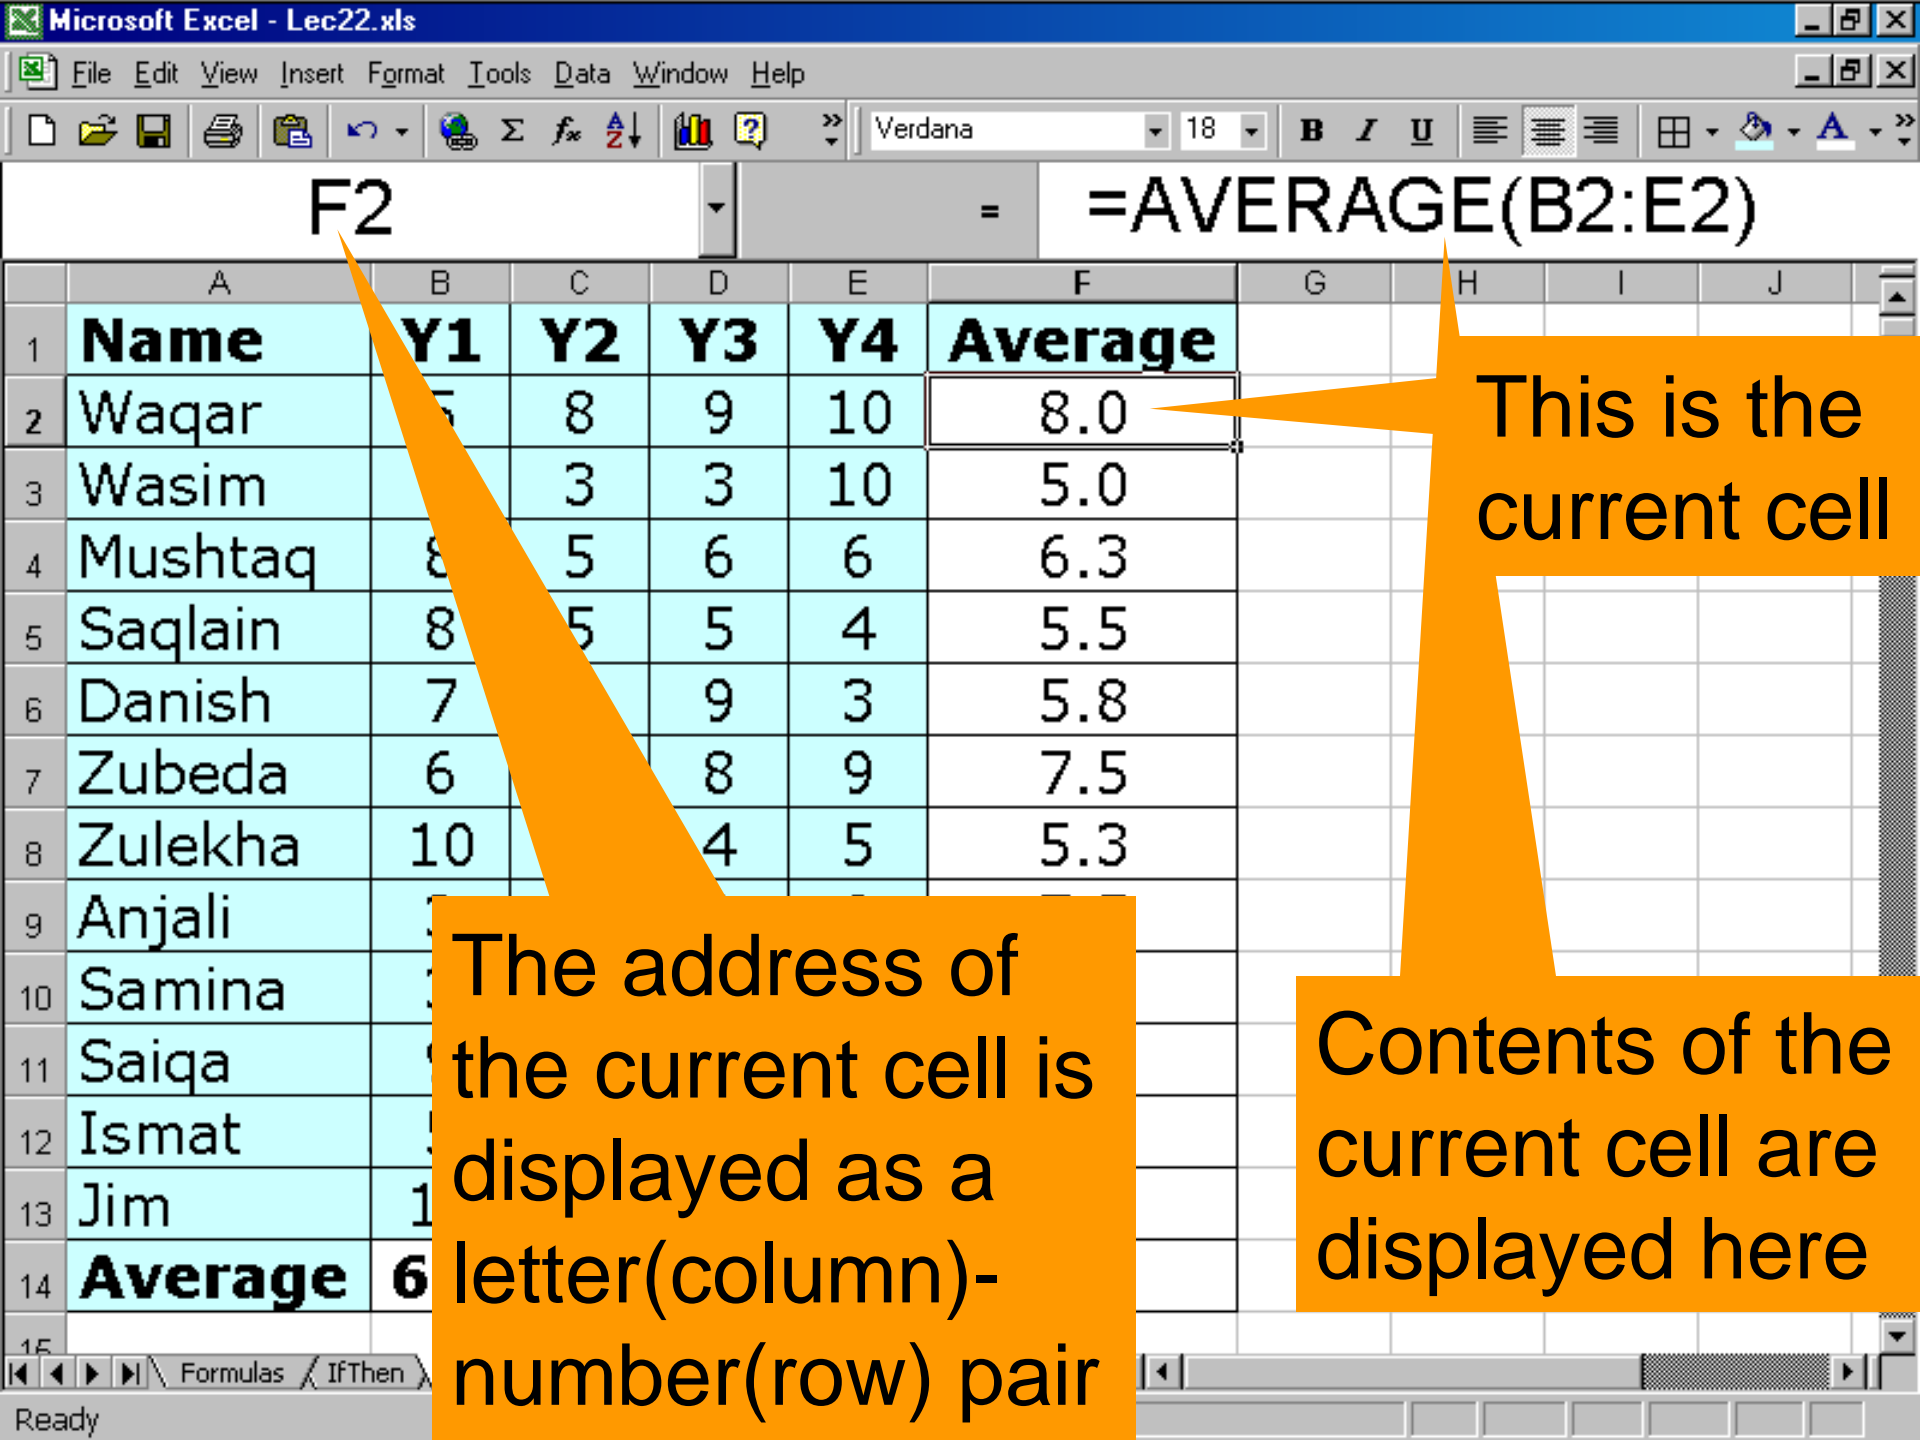 Microsoft Excel - Lec22.xls
File Edit View Insert Format Tools Data Window Help
Verdana 18 B I U
F2 = =AVERAGE(B2:E2)
A B C D E F G H I J
1 Name Y1 Y2 Y3 Y4 Average
2 Waqar 8 9 10 8.0
3 Wasim 3 3 10 5.0
4 Mushtaq 8 5 6 6 6.3
5 Saqlain 8 5 5 4 5.5
6 Danish 7 9 3 5.8
7 Zubeda 6 8 9 7.5
8 Zulekha 10 4 5 5.3
9 Anjali
10 Samina
11 Saiqa
12 Ismat
13 Jim
14 Average 6
15
Formulas IfThen
Ready
This is the
current cell
The address of
the current cell is
displayed as a
letter(column)-
number(row) pair
Contents of the
current cell are
displayed here